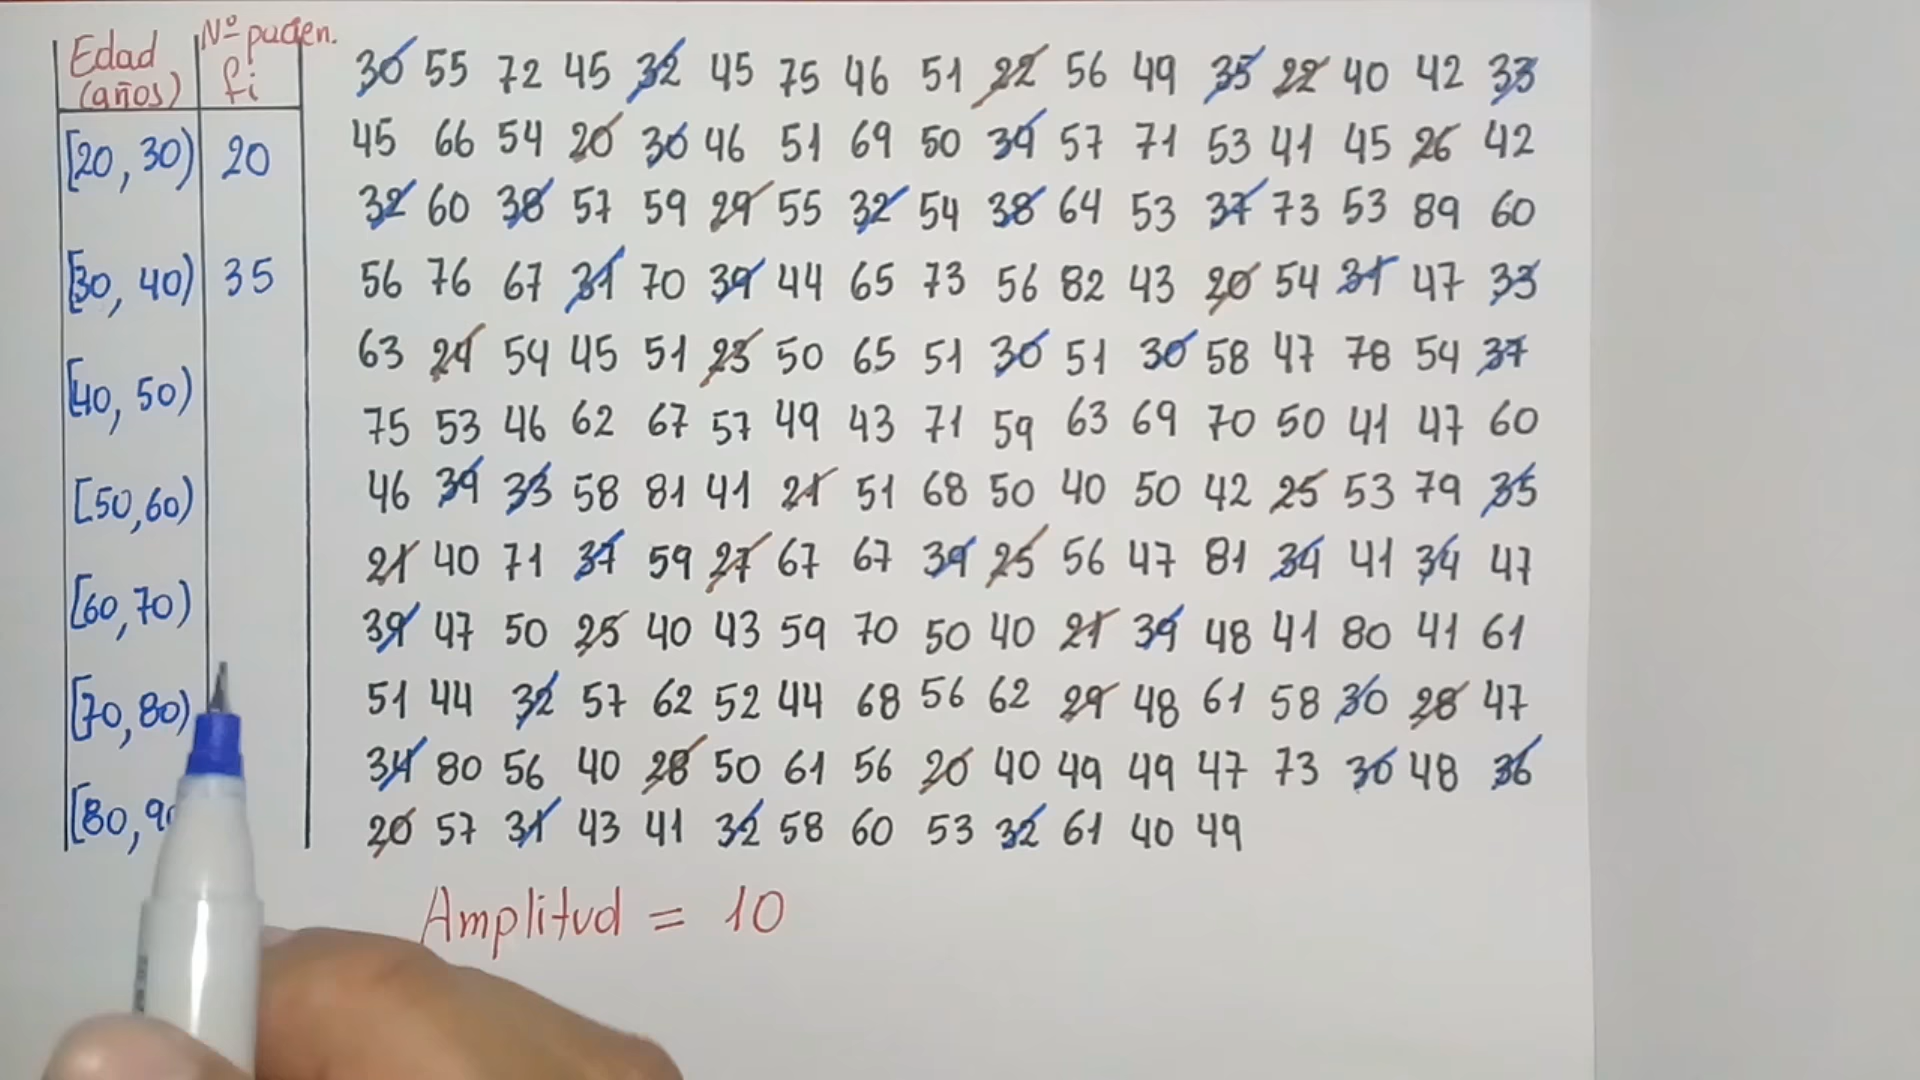 Edad Nº pacien.
(años) fi
[20, 30) 20
[30, 40) 35
[40, 50)
[50,60)
[60,70)
[70,80)
[80,90
30 55 72 45 32 45 75 46 51 22 56 49 35 22 40 42 33
45 66 54 20 30 46 51 69 50 39 57 71 53 41 45 26 42
32 60 38 57 59 29 55 32 54 38 64 53 37 73 53 89 60
56 76 67 31 70 39 44 65 73 56 82 43 20 54 31 47 33
63 24 54 45 51 23 50 65 51 30 51 30 58 47 78 54 37
75 53 46 62 67 57 49 43 71 59 63 69 70 50 41 47 60
46 39 33 58 81 41 21 51 68 50 40 50 42 25 53 79 35
21 40 71 37 59 27 67 67 39 25 56 47 81 34 41 34 47
39 47 50 25 40 43 59 70 50 40 21 39 48 41 80 41 61
51 44 32 57 62 52 44 68 56 62 29 48 61 58 30 28 47
34 80 56 40 28 50 61 56 20 40 49 49 47 73 30 48 36
20 57 31 43 41 32 58 60 53 32 61 40 49
Amplitud = 10